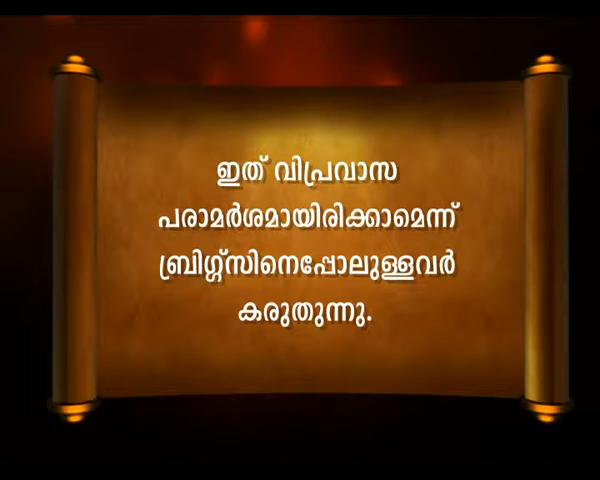 ഇത് വിപ്രവാസ
പരാമർശമായിരിക്കാമെന്ന്
ബ്രിഗ്ഗ്സിനെപ്പോലുള്ളവർ
കരുതുന്നു.